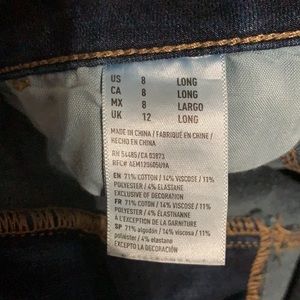 US 8 LONG
CA 8 LONG
MX 8 LARGO
UK 12 LONG
MADE IN CHINA / FABRIQUÉ EN CHINE /
HECHO EN CHINA
RN 54485/CA 03973
RFC# AEM125605U9A
EN 71% COTTON / 14% VISCOSE / 11%
POLYESTER / 4% ELASTANE
EXCLUSIVE OF DECORATION
FR 71% COTON / 14% VISCOSE / 11%
POLYESTER / 4% ÉLASTHANNE
À L'EXCEPTION DE LA GARNITURE
SP 71% algodón / 14% viscosa / 11%
poliéster / 4% elastano
EXCEPTO LA DECORACIÓN